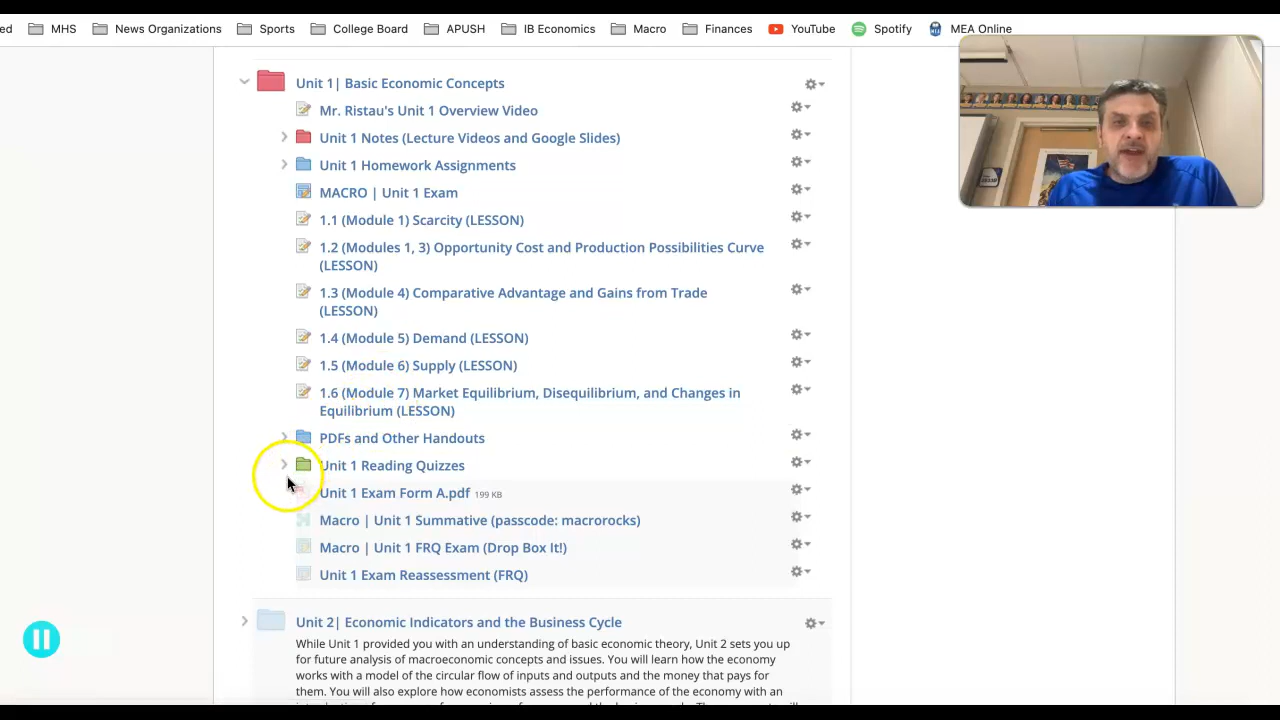 ed MHS News Organizations Sports College Board APUSH IB Economics Macro Finances YouTube Spotify MEA Online
Unit 1| Basic Economic Concepts
Mr. Ristau's Unit 1 Overview Video
Unit 1 Notes (Lecture Videos and Google Slides)
Unit 1 Homework Assignments
MACRO | Unit 1 Exam
1.1 (Module 1) Scarcity (LESSON)
1.2 (Modules 1, 3) Opportunity Cost and Production Possibilities Curve
(LESSON)
1.3 (Module 4) Comparative Advantage and Gains from Trade
(LESSON)
1.4 (Module 5) Demand (LESSON)
1.5 (Module 6) Supply (LESSON)
1.6 (Module 7) Market Equilibrium, Disequilibrium, and Changes in
Equilibrium (LESSON)
PDFs and Other Handouts
Unit 1 Reading Quizzes
Unit 1 Exam Form A.pdf 199 KB
Macro | Unit 1 Summative (passcode: macrorocks)
Macro | Unit 1 FRQ Exam (Drop Box It!)
Unit 1 Exam Reassessment (FRQ)
Unit 2| Economic Indicators and the Business Cycle
While Unit 1 provided you with an understanding of basic economic theory, Unit 2 sets you up
for future analysis of macroeconomic concepts and issues. You will learn how the economy
works with a model of the circular flow of inputs and outputs and the money that pays for
them. You will also explore how economists assess the performance of the economy with an